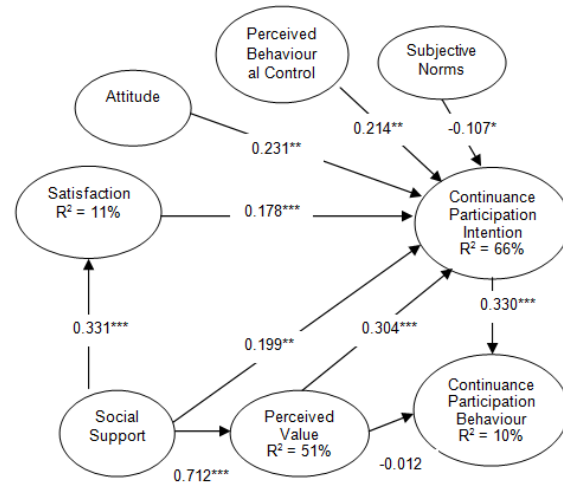 Perceived
Behaviour
al Control
Subjective
Norms
Attitude
0.214**
-0.107*
0.231**
Satisfaction
R² = 11%
0.178***
Continuance
Participation
Intention
R² = 66%
0.331***
0.199**
0.304***
0.330***
Social
Support
Perceived
Value
R² = 51%
Continuance
Participation
Behaviour
R² = 10%
0.712***
-0.012